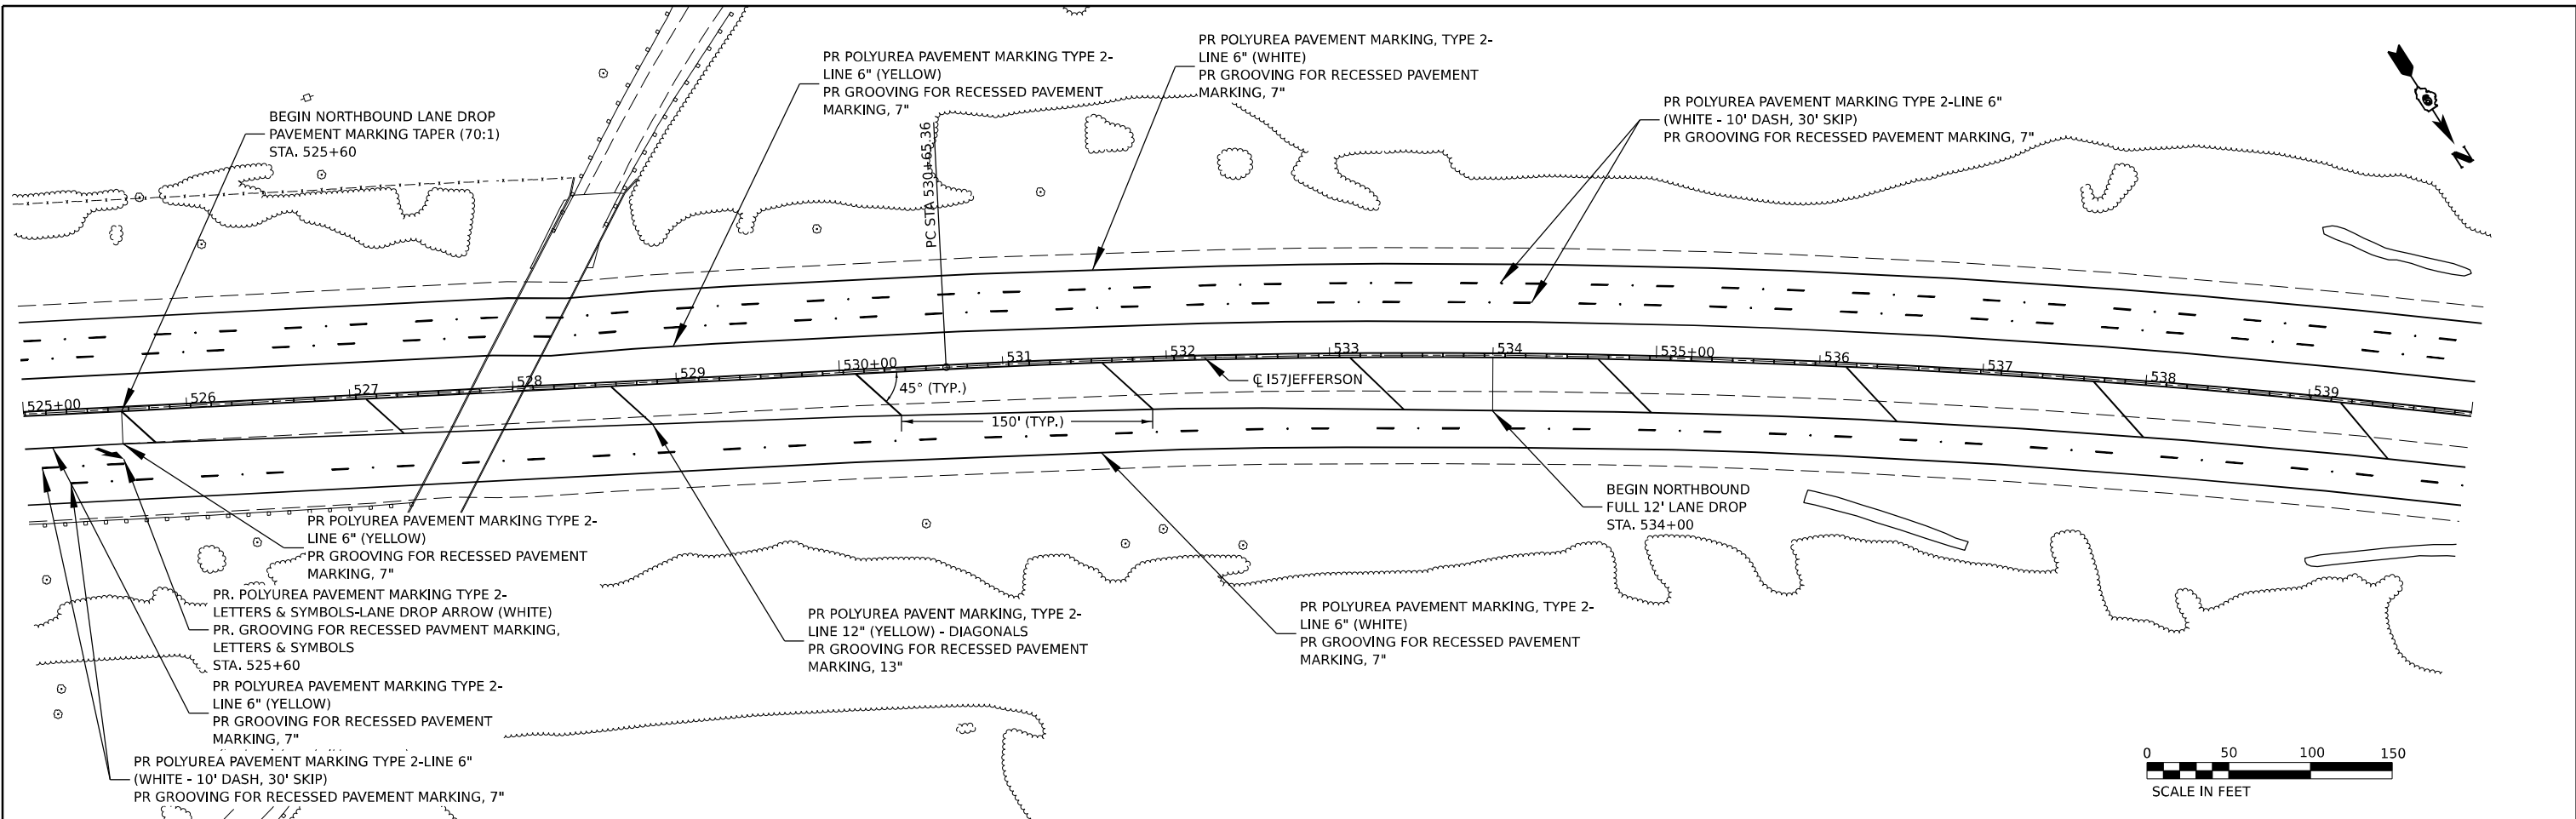 PR POLYUREA PAVEMENT MARKING TYPE 2-
LINE 6" (YELLOW)
PR GROOVING FOR RECESSED PAVEMENT
MARKING, 7"
PR POLYUREA PAVEMENT MARKING, TYPE 2-
LINE 6" (WHITE)
PR GROOVING FOR RECESSED PAVEMENT
MARKING, 7"
PR POLYUREA PAVEMENT MARKING TYPE 2-LINE 6"
(WHITE - 10' DASH, 30' SKIP)
PR GROOVING FOR RECESSED PAVEMENT MARKING, 7"
N
BEGIN NORTHBOUND LANE DROP
PAVEMENT MARKING TAPER (70:1)
STA. 525+60
PC STA 530+65.36
525+00
526
527
528
529
530+00
531
532
533
534
535+00
536
537
538
539
45° (TYP.)
150' (TYP.)
℄ I57JEFFERSON
BEGIN NORTHBOUND
FULL 12' LANE DROP
STA. 534+00
PR POLYUREA PAVEMENT MARKING TYPE 2-
LINE 6" (YELLOW)
PR GROOVING FOR RECESSED PAVEMENT
MARKING, 7"
PR. POLYUREA PAVEMENT MARKING TYPE 2-
LETTERS & SYMBOLS-LANE DROP ARROW (WHITE)
PR. GROOVING FOR RECESSED PAVMENT MARKING,
LETTERS & SYMBOLS
STA. 525+60
PR POLYUREA PAVEMENT MARKING TYPE 2-
LINE 6" (YELLOW)
PR GROOVING FOR RECESSED PAVEMENT
MARKING, 7"
PR POLYUREA PAVEMENT MARKING TYPE 2-LINE 6"
(WHITE - 10' DASH, 30' SKIP)
PR GROOVING FOR RECESSED PAVEMENT MARKING, 7"
PR POLYUREA PAVENT MARKING, TYPE 2-
LINE 12" (YELLOW) - DIAGONALS
PR GROOVING FOR RECESSED PAVEMENT
MARKING, 13"
PR POLYUREA PAVEMENT MARKING, TYPE 2-
LINE 6" (WHITE)
PR GROOVING FOR RECESSED PAVEMENT
MARKING, 7"
0 50 100 150
SCALE IN FEET